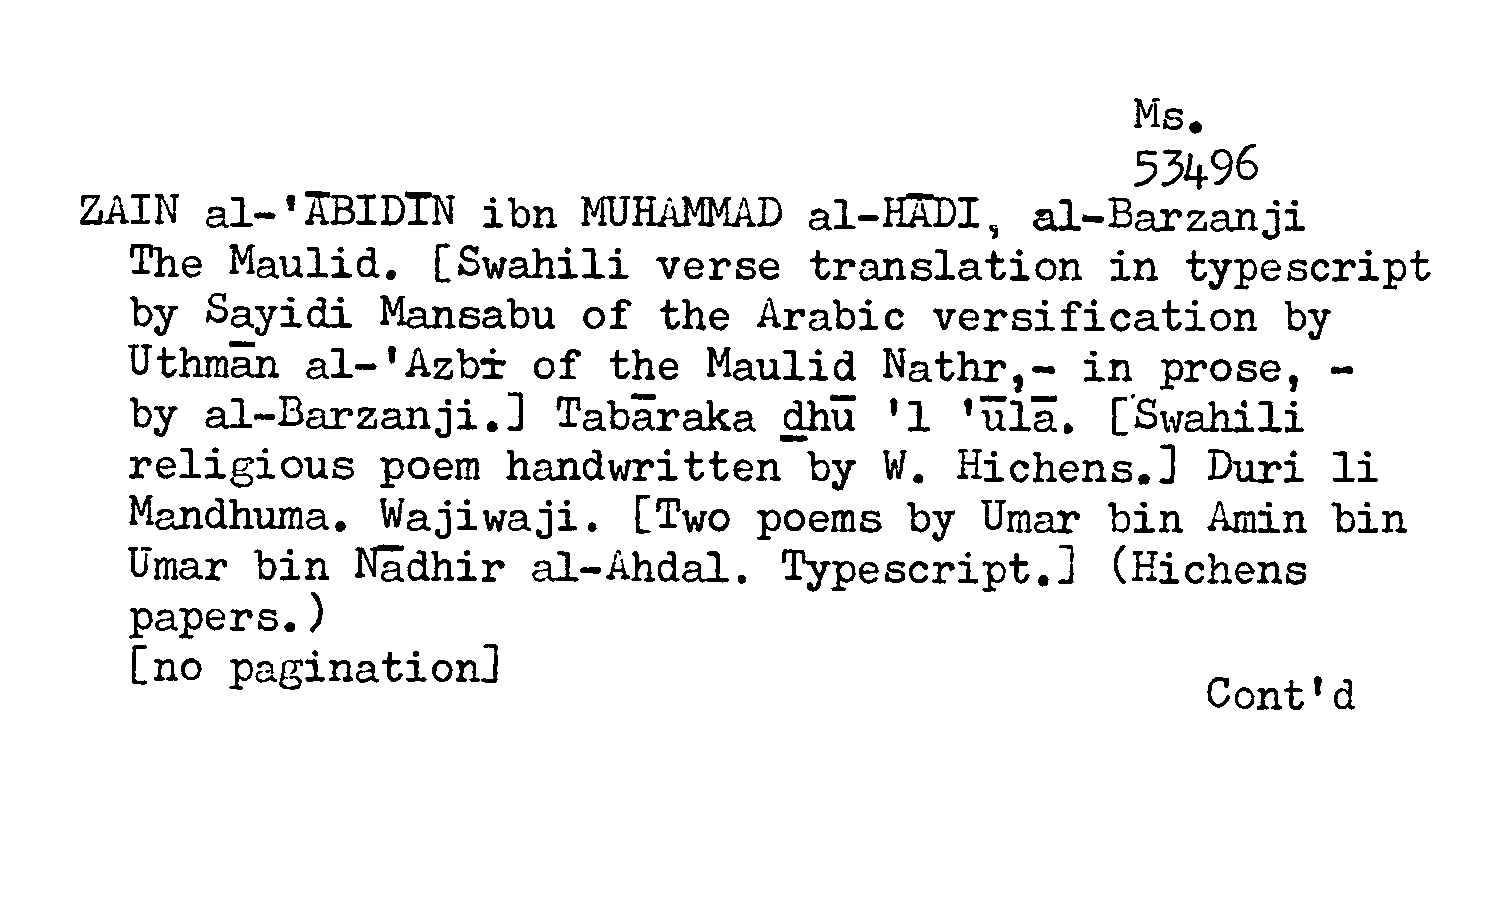 Ms.
53496
ZAIN al-'ĀBIDĪN ibn MUHAMMAD al-HĀDI, al-Barzanji
The Maulid. [Swahili verse translation in typescript
by Sayidi Mansabu of the Arabic versification by
Uthmān al-'Azbī of the Maulid Nathr,- in prose, -
by al-Barzanji.] Tabāraka d̲h̲ū 'l 'ūlā. [Swahili
religious poem handwritten by W. Hichens.] Duri li
Mandhuma. Wajiwaji. [Two poems by Umar bin Amin bin
Umar bin Nādhir al-Ahdal. Typescript.] (Hichens
papers.)
[no pagination]
Cont'd